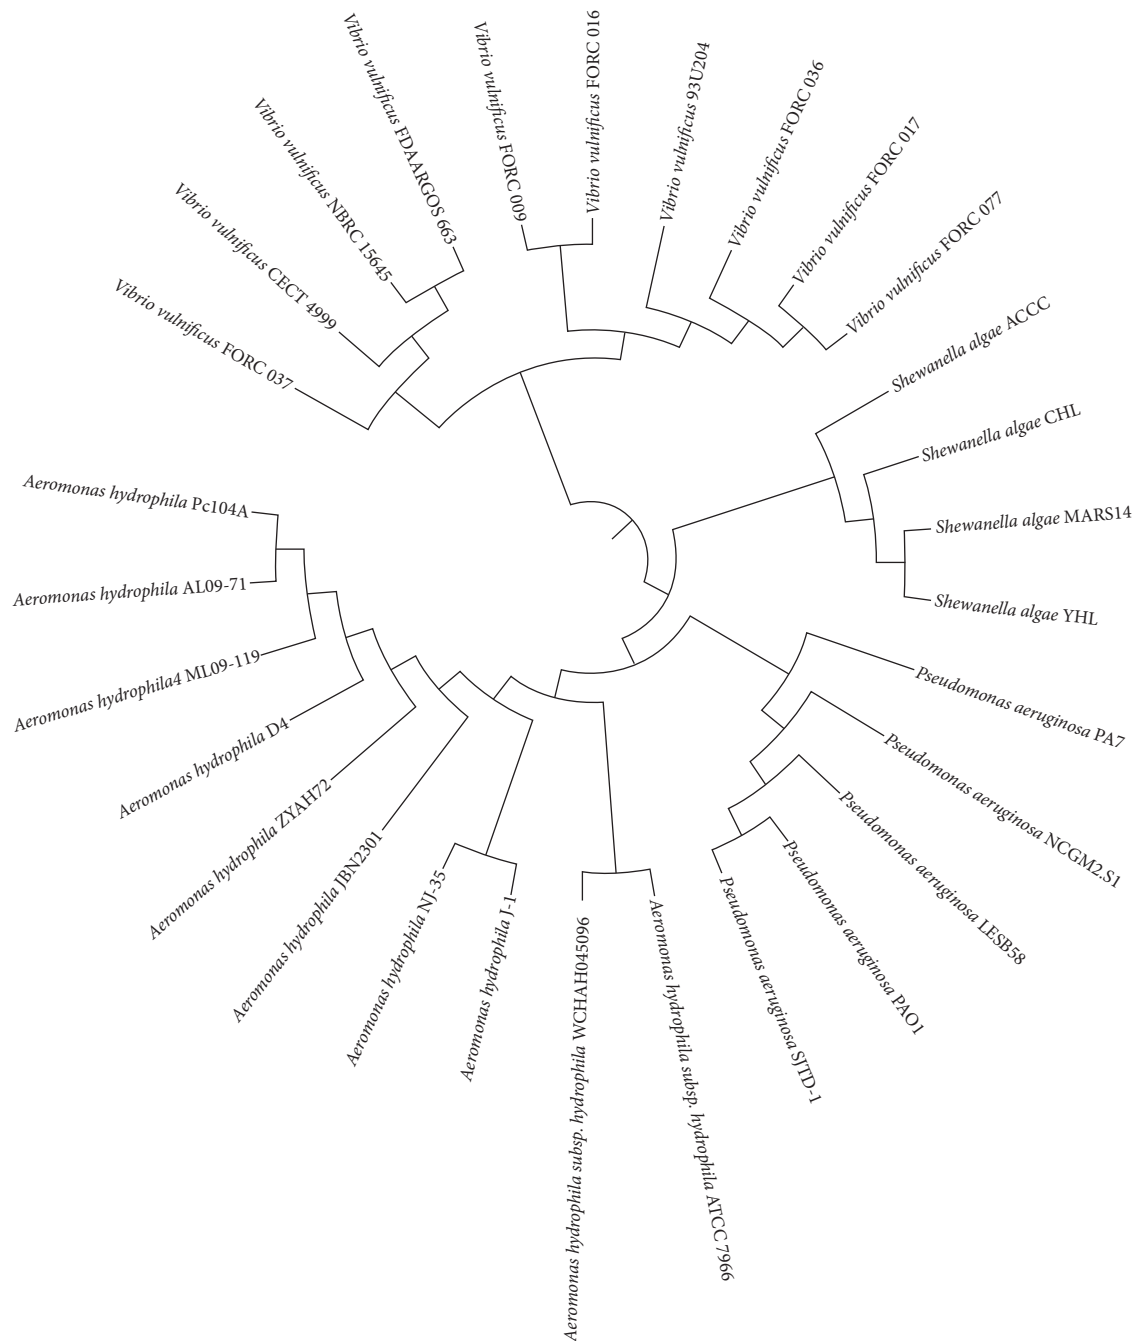 Vibrio vulnificus FORC 037
Vibrio vulnificus CECT 4999
Vibrio vulnificus NBRC 15645
Vibrio vulnificus FDAARGOS 663
Vibrio vulnificus FORC 009
Vibrio vulnificus FORC 016
Vibrio vulnificus 93U204
Vibrio vulnificus FORC 036
Vibrio vulnificus FORC 017
Vibrio vulnificus FORC 077
Shewanella algae ACCC
Shewanella algae CHL
Shewanella algae MARS14
Shewanella algae YHL
Pseudomonas aeruginosa PA7
Pseudomonas aeruginosa NCGM2.S1
Pseudomonas aeruginosa LESB58
Pseudomonas aeruginosa PAO1
Pseudomonas aeruginosa SJTD-1
Aeromonas hydrophila subsp. hydrophila ATCC 7966
Aeromonas hydrophila subsp. hydrophila WCHAH045096
Aeromonas hydrophila J-1
Aeromonas hydrophila NJ-35
Aeromonas hydrophila JBN2301
Aeromonas hydrophila ZYAH72
Aeromonas hydrophila D4
Aeromonas hydrophila4 ML09-119
Aeromonas hydrophila AL09-71
Aeromonas hydrophila Pc104A